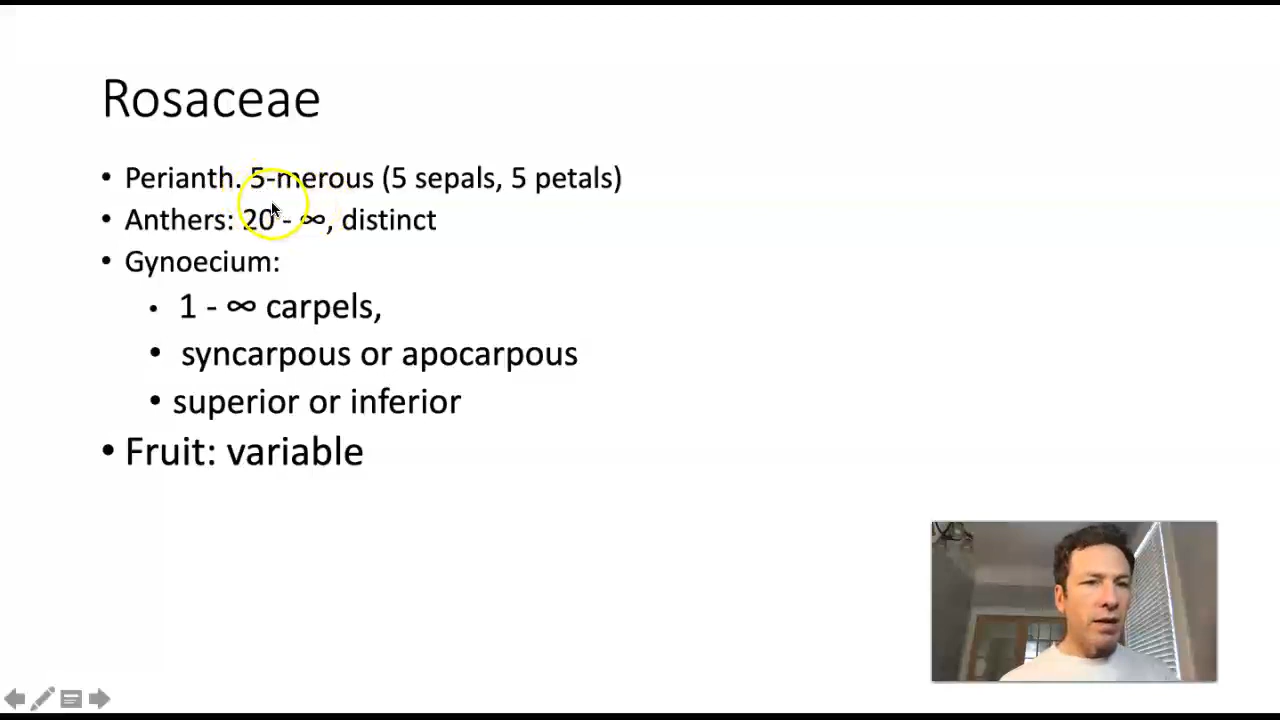 Rosaceae
• Perianth. 5-merous (5 sepals, 5 petals)
• Anthers: 20 - ∞, distinct
• Gynoecium:
• 1 - ∞ carpels,
• syncarpous or apocarpous
• superior or inferior
• Fruit: variable